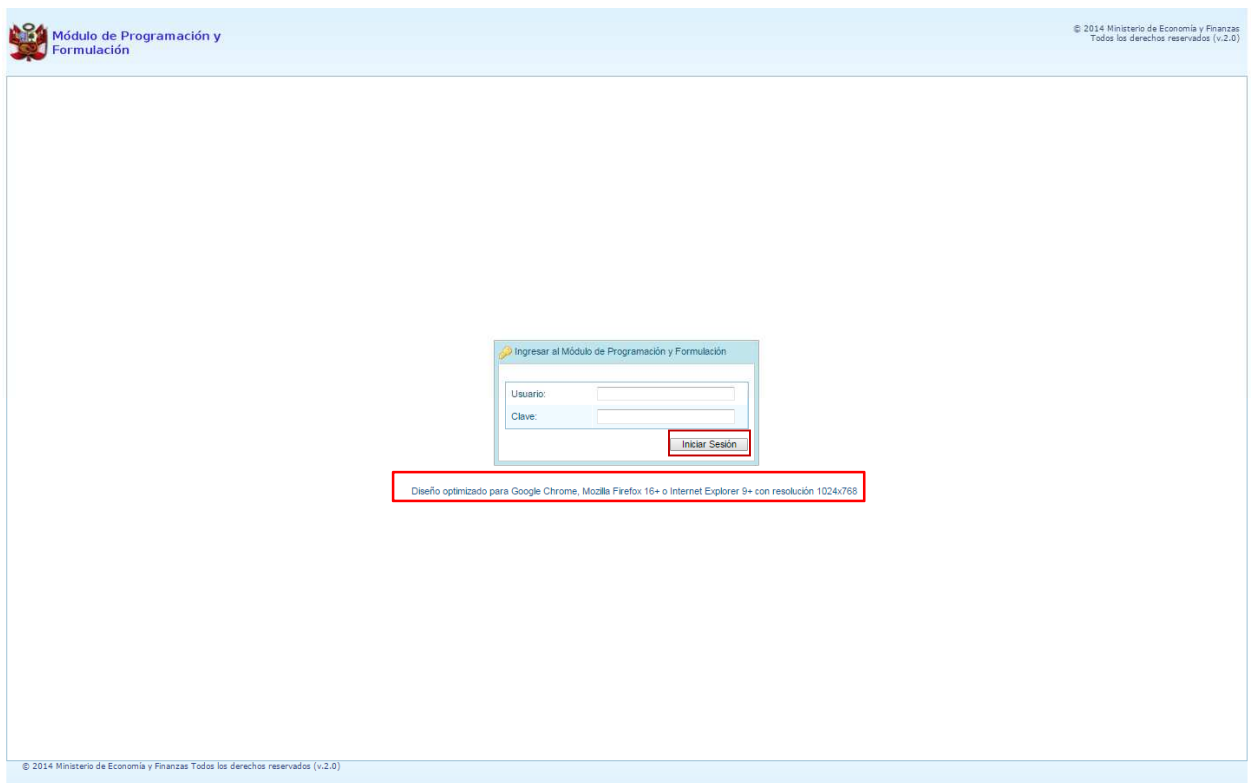 Módulo de Programación y
Formulación
© 2014 Ministerio de Economía y Finanzas
Todos los derechos reservados (v.2.0)
Ingresar al Módulo de Programación y Formulación
Usuario:
Clave:
Iniciar Sesión
Diseño optimizado para Google Chrome, Mozilla Firefox 16+ o Internet Explorer 9+ con resolución 1024x768
© 2014 Ministerio de Economía y Finanzas Todos los derechos reservados (v.2.0)